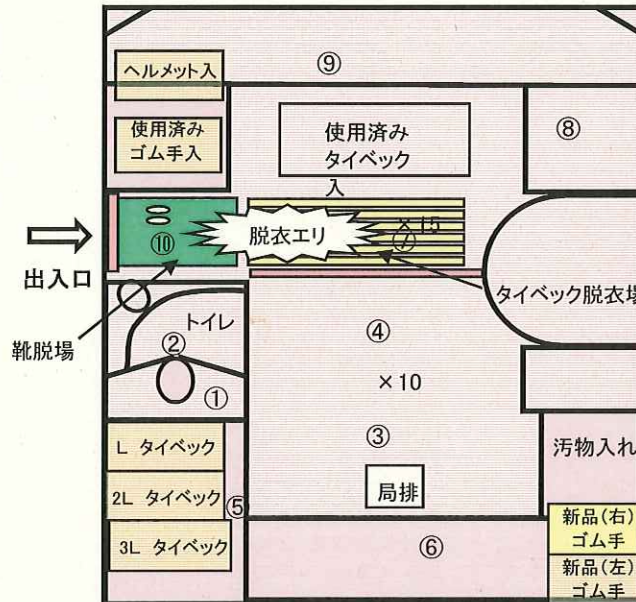 ⑨
ヘルメット入
使用済み
ゴム手入
使用済み
タイベック
入
⑧
×15
⑦
⑩
脱衣エリ
出入口
タイベック脱衣場
靴脱場
トイレ
②
①
④
×10
③
局排
L タイベック
2L タイベック
3L タイベック
⑤
⑥
汚物入れ
新品(右)
ゴム手
新品(左)
ゴム手